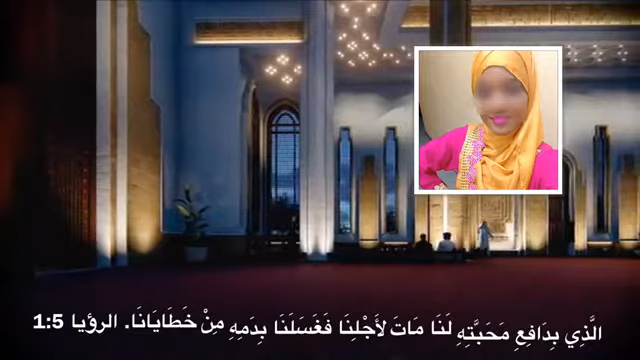 الَّذِي بِدَافِعِ مَحَبَّتِهِ لَنَا مَاتَ لأَجْلِنَا فَغَسَلَنَا بِدَمِهِ مِنْ خَطَايَانَا. الرؤيا 1:5